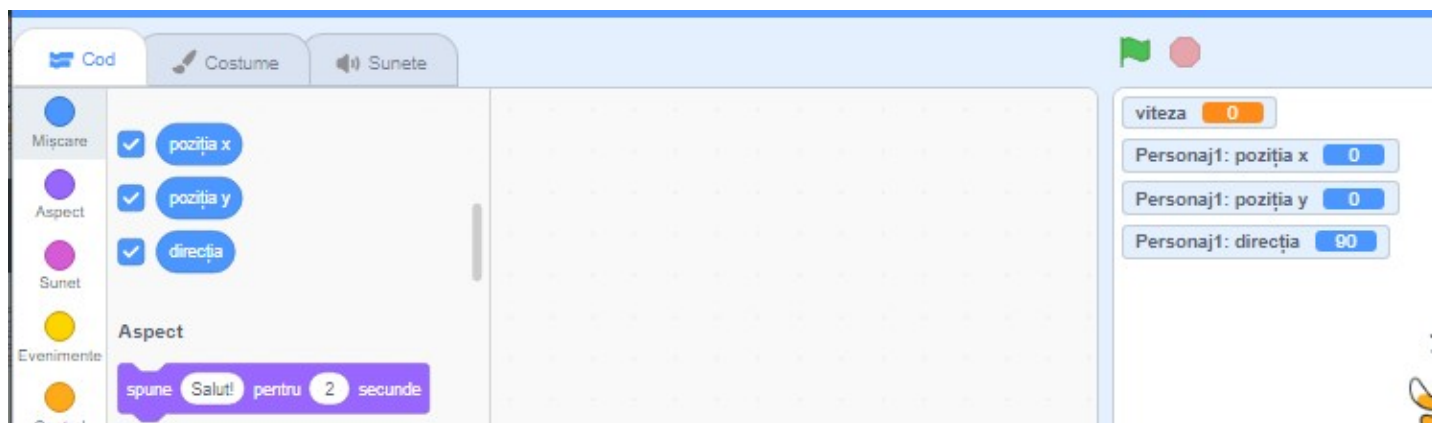 Cod Costume Sunete
Mișcare
Aspect
Sunet
Evenimente
poziția x
poziția y
direcția
Aspect
spune Salut! pentru 2 secunde
viteza 0
Personaj1: poziția x 0
Personaj1: poziția y 0
Personaj1: direcția 90